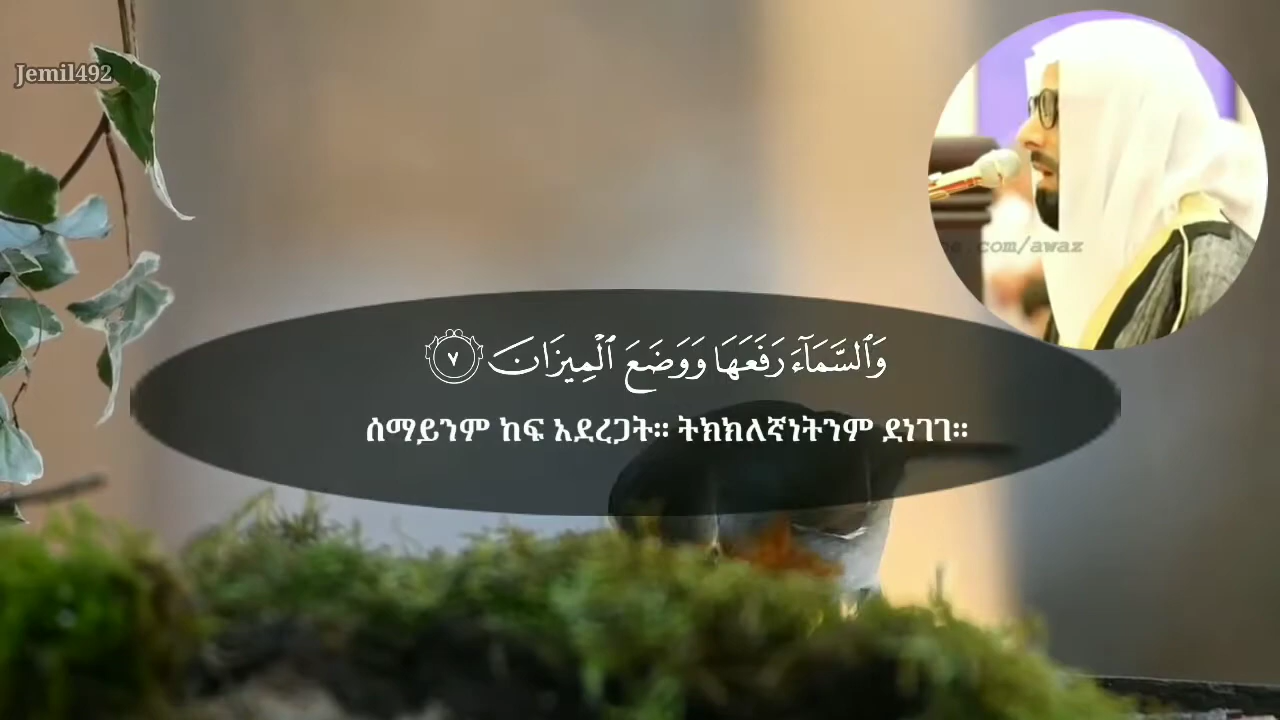 Jemil492
e.com/awaz
وَٱلسَّمَآءَ رَفَعَهَا وَوَضَعَ ٱلْمِيزَانَ ٧
ሰማይንም ከፍ አደረጋት። ትክክለኛነትንም ደነገገ።